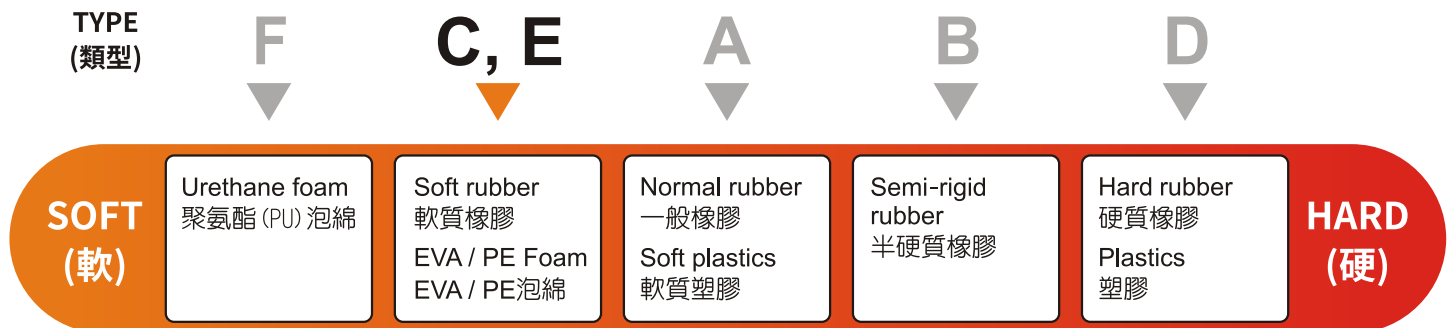 TYPE
(類型)
F
C, E
A
B
D
SOFT
(軟)
Urethane foam
聚氨酯(PU)泡綿
Soft rubber
軟質橡膠
EVA / PE Foam
EVA / PE泡綿
Normal rubber
一般橡膠
Soft plastics
軟質塑膠
Semi-rigid
rubber
半硬質橡膠
Hard rubber
硬質橡膠
Plastics
塑膠
HARD
(硬)